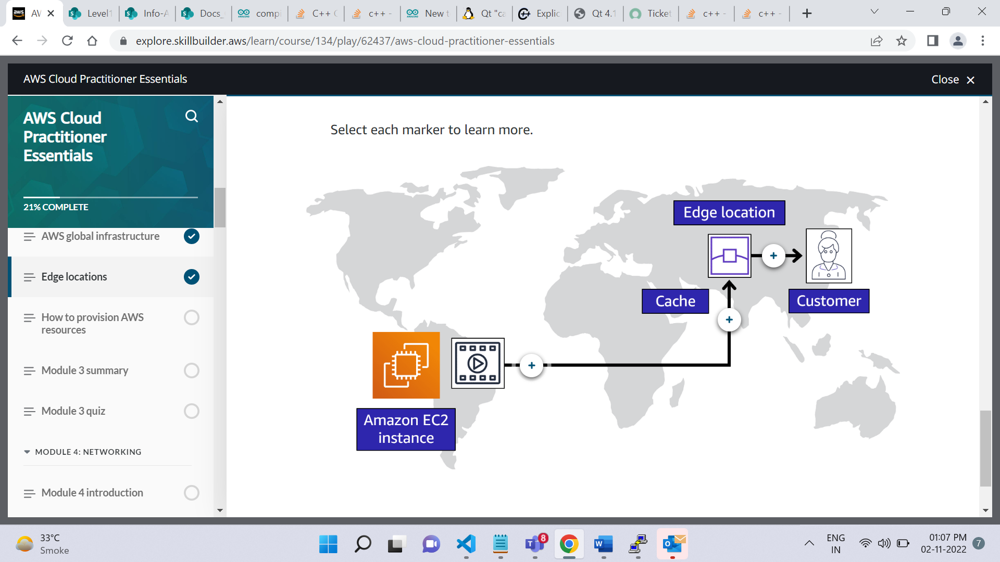 aws
AW
Level1
Info-A
Docs_
compi
C++ (
c++ -
New t
Qt "ca
Explic
Qt 4.1
Ticket
c++ -
c++ -
explore.skillbuilder.aws/learn/course/134/play/62437/aws-cloud-practitioner-essentials
AWS Cloud Practitioner Essentials
Close
AWS Cloud
Practitioner
Essentials
21% COMPLETE
AWS global infrastructure
Edge locations
How to provision AWS
resources
Module 3 summary
Module 3 quiz
MODULE 4: NETWORKING
Module 4 introduction
Select each marker to learn more.
Edge location
Cache
Customer
Amazon EC2
instance
33°C
Smoke
8
ENG
IN
01:07 PM
02-11-2022
7